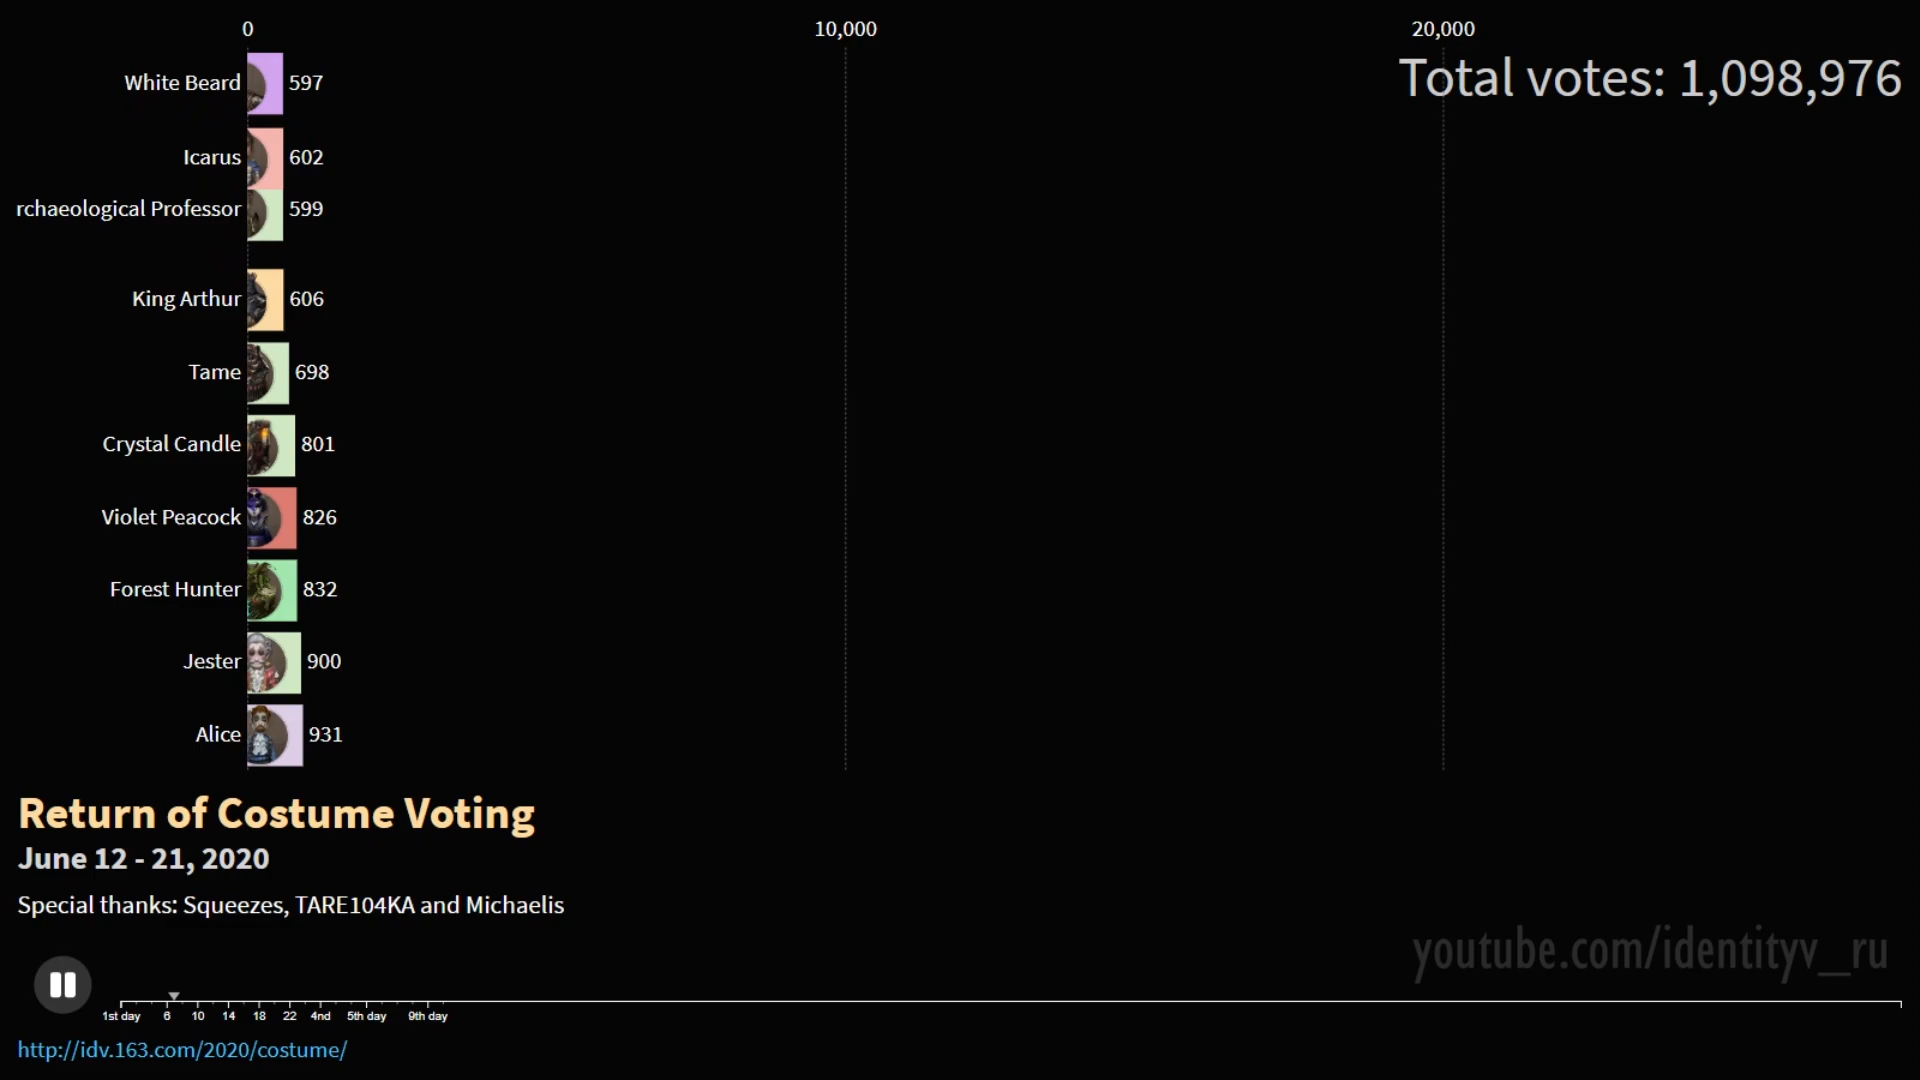 0 10,000 20,000
Total votes: 1,098,976
White Beard 597
Icarus 602
rchaeological Professor 599
King Arthur 606
Tame 698
Crystal Candle 801
Violet Peacock 826
Forest Hunter 832
Jester 900
Alice 931
Return of Costume Voting
June 12 - 21, 2020
Special thanks: Squeezes, TARE104KA and Michaelis
youtube.com/identityv_ru
1st day 6 10 14 18 22 4nd 5th day 9th day
http://idv.163.com/2020/costume/